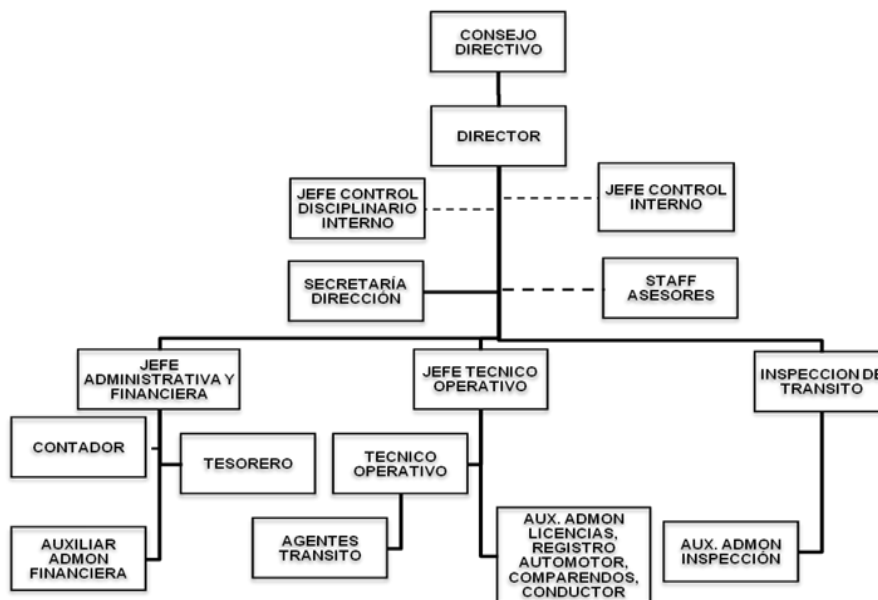 CONSEJO
DIRECTIVO
DIRECTOR
JEFE CONTROL
DISCIPLINARIO
INTERNO
JEFE CONTROL
INTERNO
SECRETARÍA
DIRECCIÓN
STAFF
ASESORES
JEFE
ADMINISTRATIVA Y
FINANCIERA
JEFE TECNICO
OPERATIVO
INSPECCION DE
TRANSITO
CONTADOR
TESORERO
TECNICO
OPERATIVO
AUXILIAR
ADMON
FINANCIERA
AGENTES
TRANSITO
AUX. ADMON
LICENCIAS,
REGISTRO
AUTOMOTOR,
COMPARENDOS,
CONDUCTOR
AUX. ADMON
INSPECCIÓN